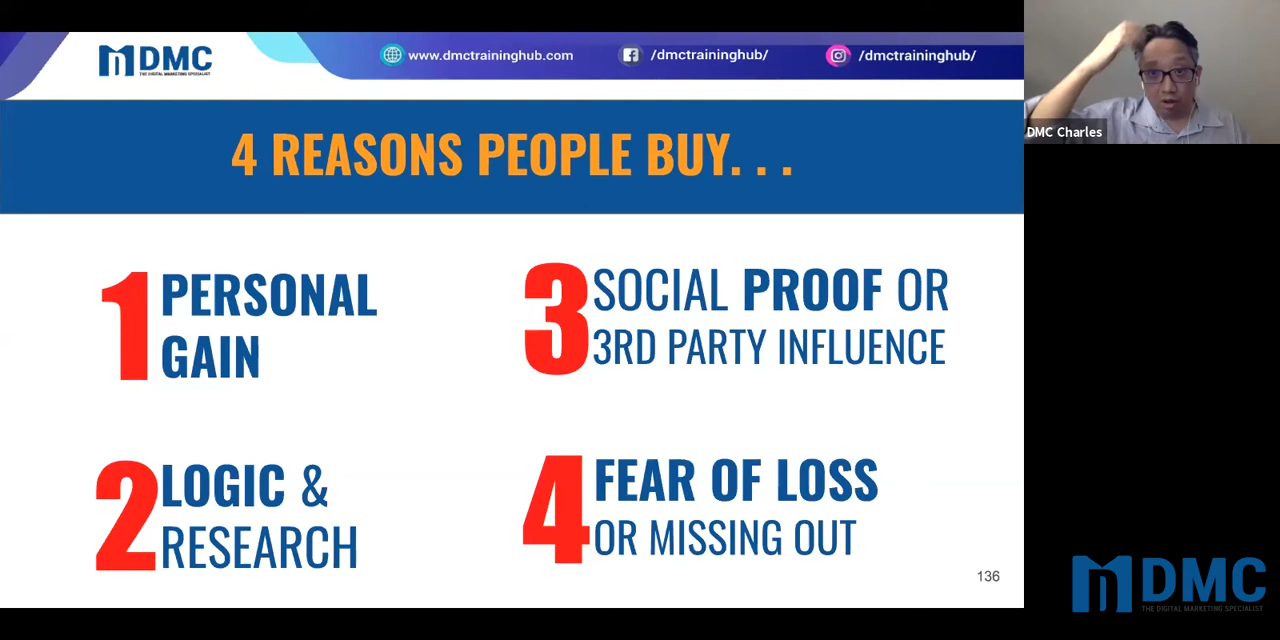 DMC
THE DIGITAL MARKETING SPECIALIST
www.dmctraininghub.com
/dmctraininghub/
/dmctraininghub/
DMC Charles
4 REASONS PEOPLE BUY. . .
1 PERSONAL
GAIN
2 LOGIC &
RESEARCH
3 SOCIAL PROOF OR
3RD PARTY INFLUENCE
4 FEAR OF LOSS
OR MISSING OUT
136
DMC
THE DIGITAL MARKETING SPECIALIST